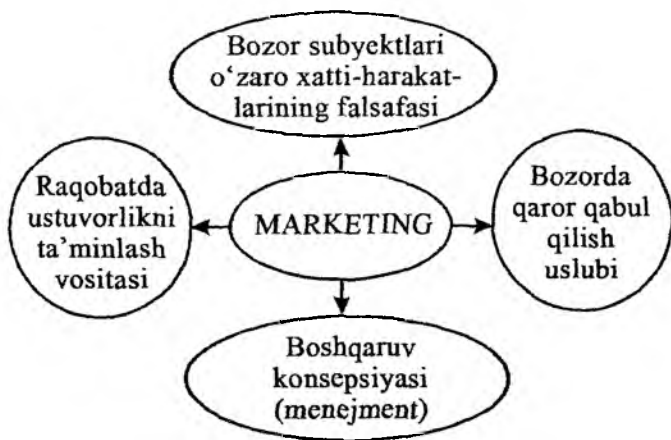 Bozor subyektlari
o‘zaro xatti-harakat-
larining falsafasi
Raqobatda
ustuvorlikni
ta’minlash
vositasi
MARKETING
Bozorda
qaror qabul
qilish
uslubi
Boshqaruv
konsepsiyasi
(menejment)